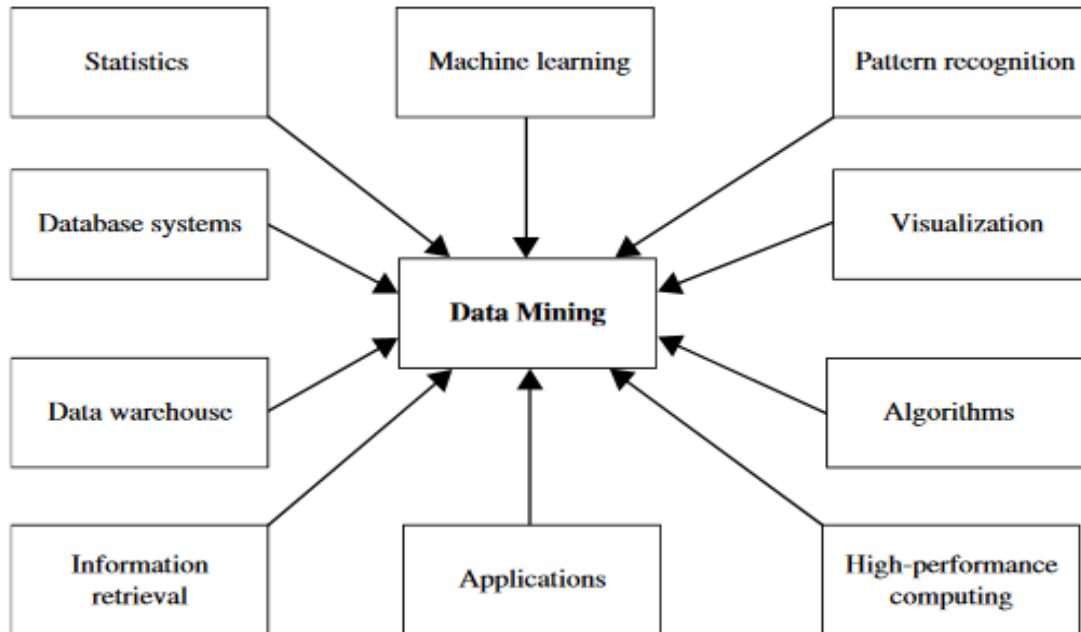 Statistics
Machine learning
Pattern recognition
Database systems
Visualization
Data Mining
Data warehouse
Algorithms
Information
retrieval
Applications
High-performance
computing